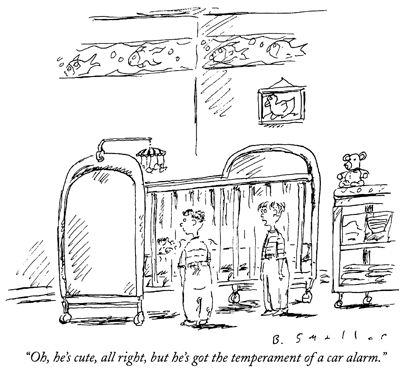 B. Smaller
"Oh, he's cute, all right, but he's got the temperament of a car alarm."